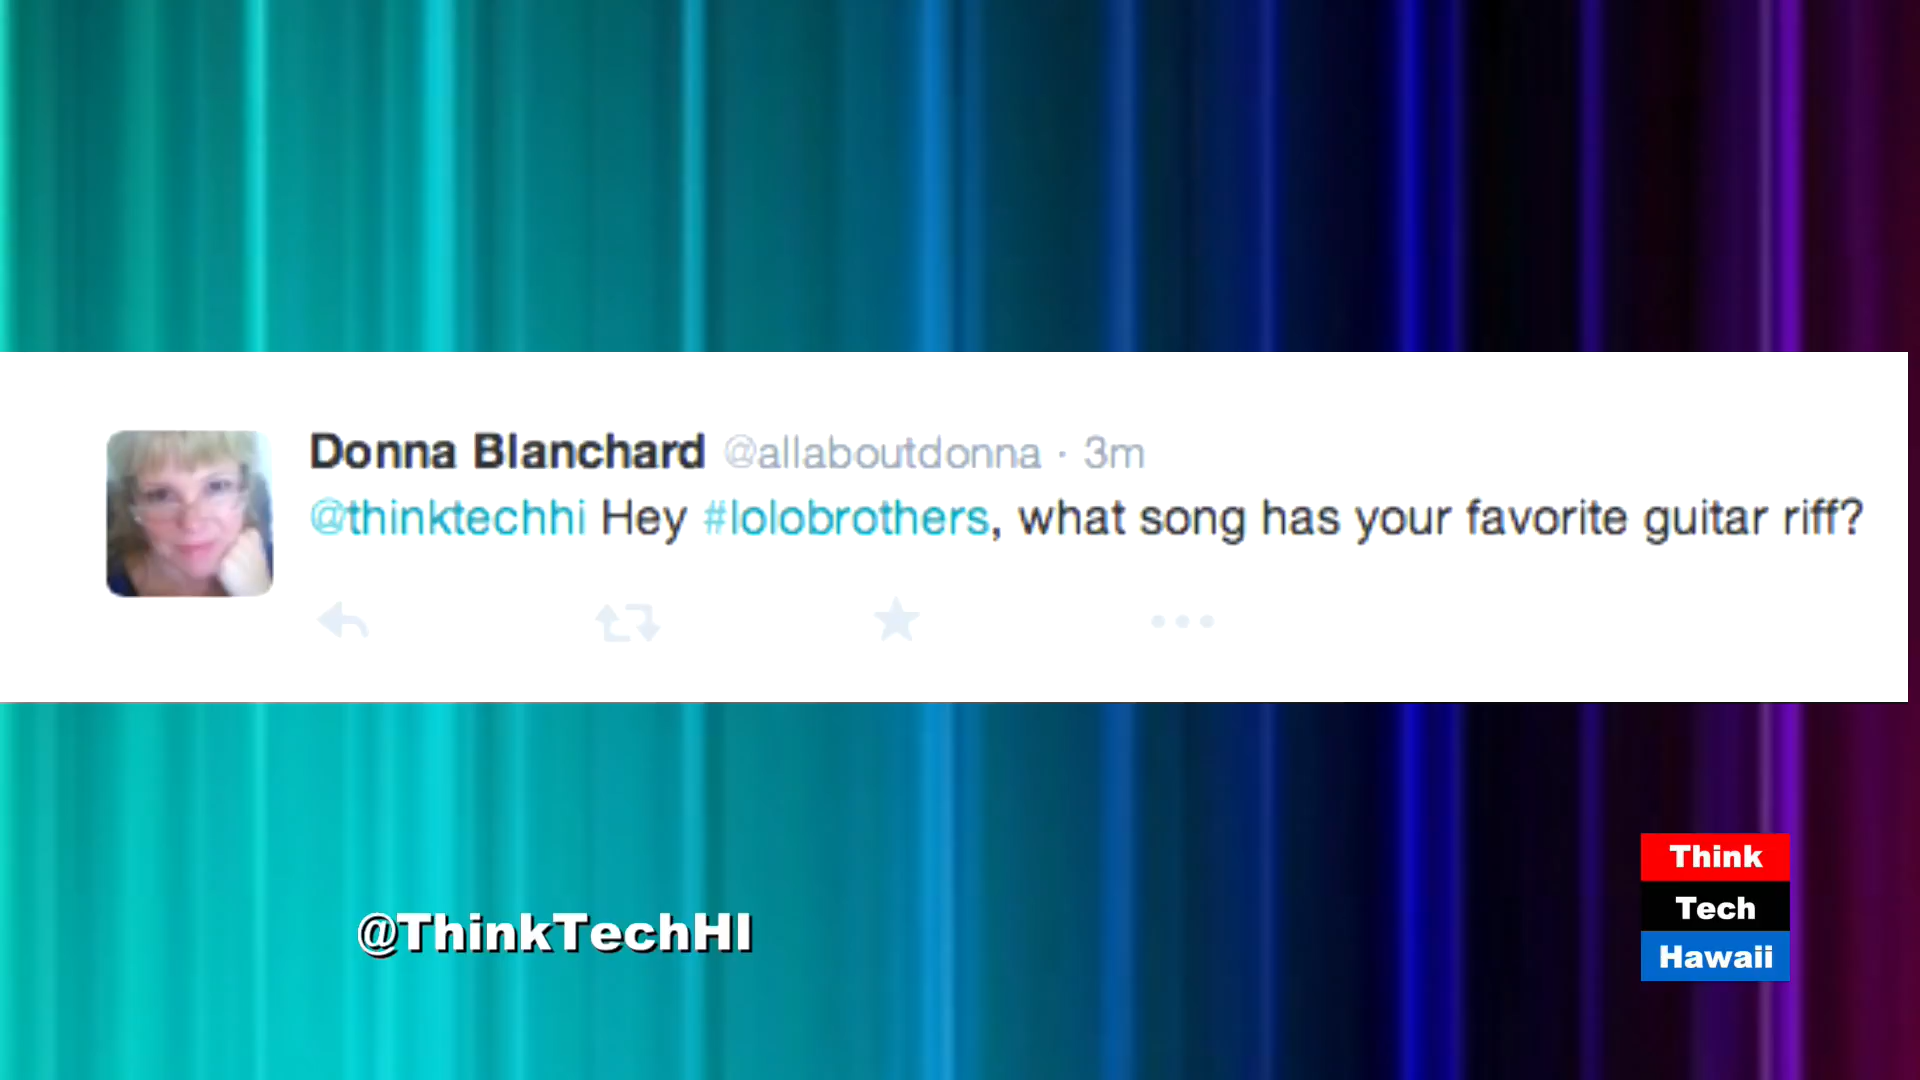 Donna Blanchard @allaboutdonna · 3m
@thinktechhi Hey #lolobrothers, what song has your favorite guitar riff?
@ThinkTechHI
Think
Tech
Hawaii